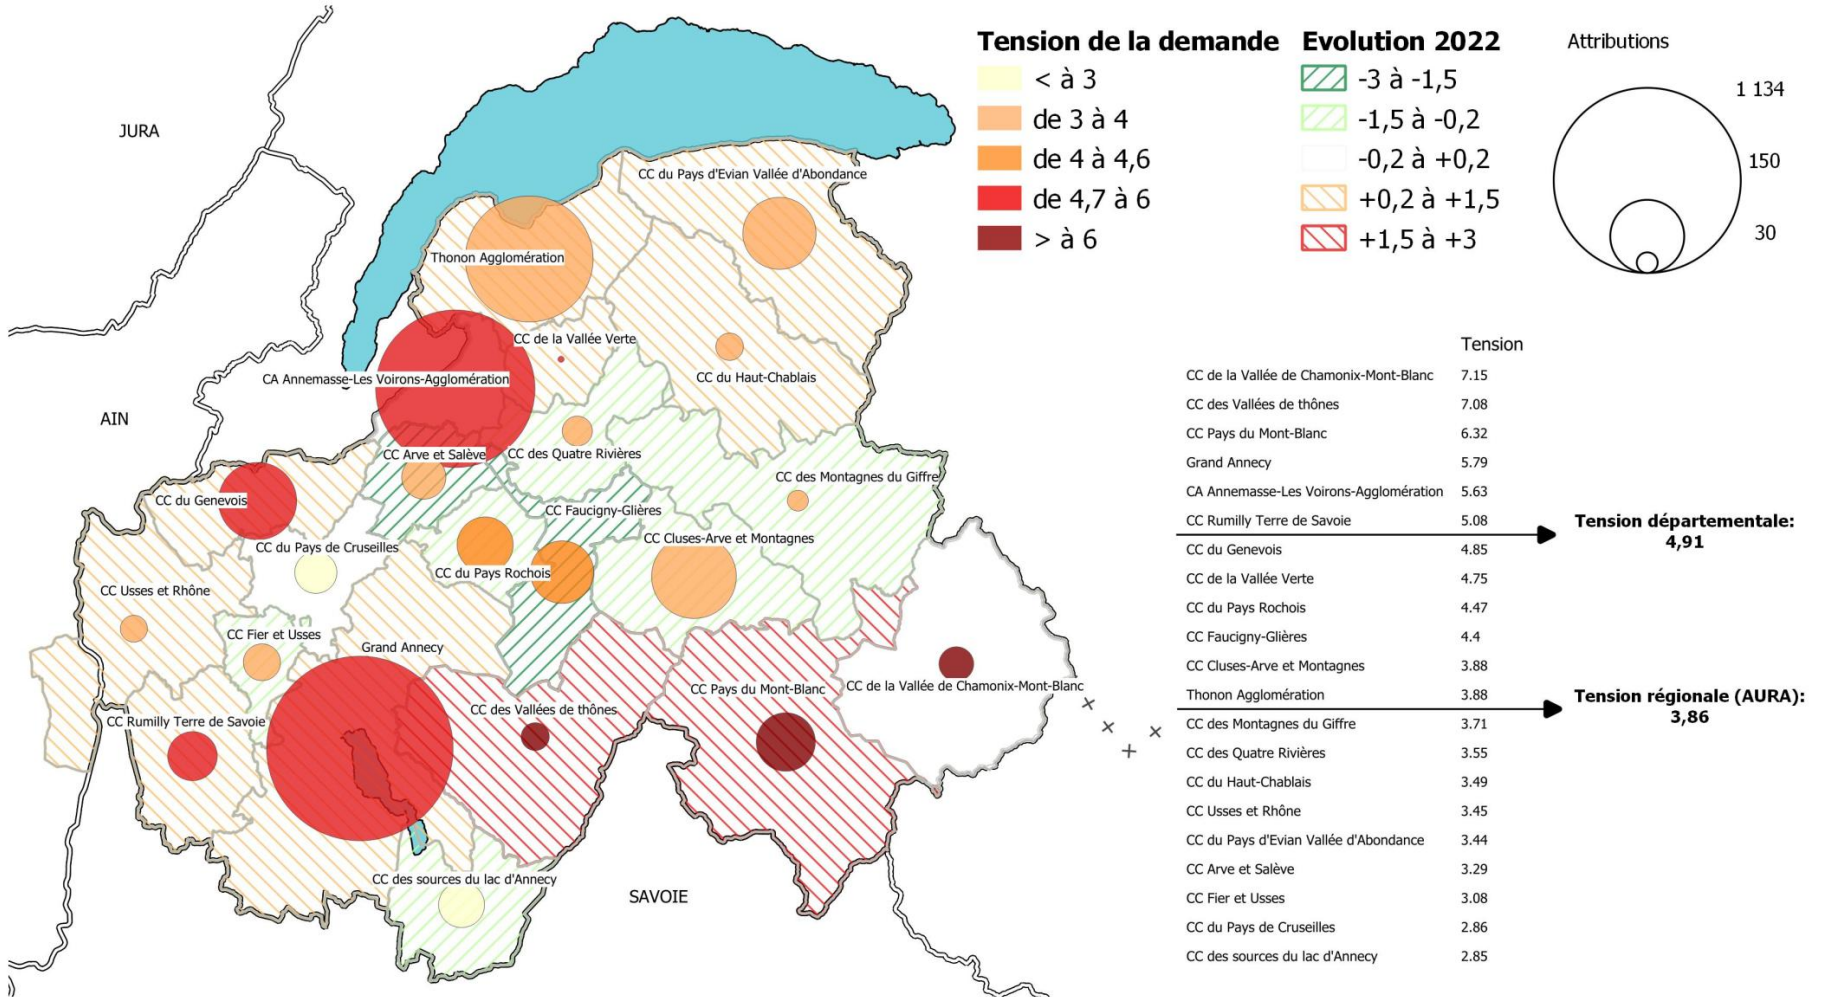 JURA
AIN
SAVOIE
CC du Pays d'Evian Vallée d'Abondance
Thonon Agglomération
CC de la Vallée Verte
CA Annemasse-Les Voirons-Agglomération
CC du Haut-Chablais
CC Arve et Salève
CC des Quatre Rivières
CC des Montagnes du Giffre
CC du Genevois
CC Faucigny-Glières
CC Cluses-Arve et Montagnes
CC du Pays de Cruseilles
CC du Pays Rochois
CC Usses et Rhône
CC Fier et Usses
Grand Annecy
CC Pays du Mont-Blanc
CC de la Vallée de Chamonix-Mont-Blanc
CC des Vallées de thônes
CC Rumilly Terre de Savoie
CC des sources du lac d'Annecy
Tension de la demande
< à 3
de 3 à 4
de 4 à 4,6
de 4,7 à 6
> à 6
Evolution 2022
-3 à -1,5
-1,5 à -0,2
-0,2 à +0,2
+0,2 à +1,5
+1,5 à +3
Attributions
1 134
150
30
Tension
CC de la Vallée de Chamonix-Mont-Blanc 7.15
CC des Vallées de thônes 7.08
CC Pays du Mont-Blanc 6.32
Grand Annecy 5.79
CA Annemasse-Les Voirons-Agglomération 5.63
CC Rumilly Terre de Savoie 5.08
CC du Genevois 4.85
CC de la Vallée Verte 4.75
CC du Pays Rochois 4.47
CC Faucigny-Glières 4.4
CC Cluses-Arve et Montagnes 3.88
Thonon Agglomération 3.88
CC des Montagnes du Giffre 3.71
CC des Quatre Rivières 3.55
CC du Haut-Chablais 3.49
CC Usses et Rhône 3.45
CC du Pays d'Evian Vallée d'Abondance 3.44
CC Arve et Salève 3.29
CC Fier et Usses 3.08
CC du Pays de Cruseilles 2.86
CC des sources du lac d'Annecy 2.85
Tension départementale:
4,91
Tension régionale (AURA):
3,86